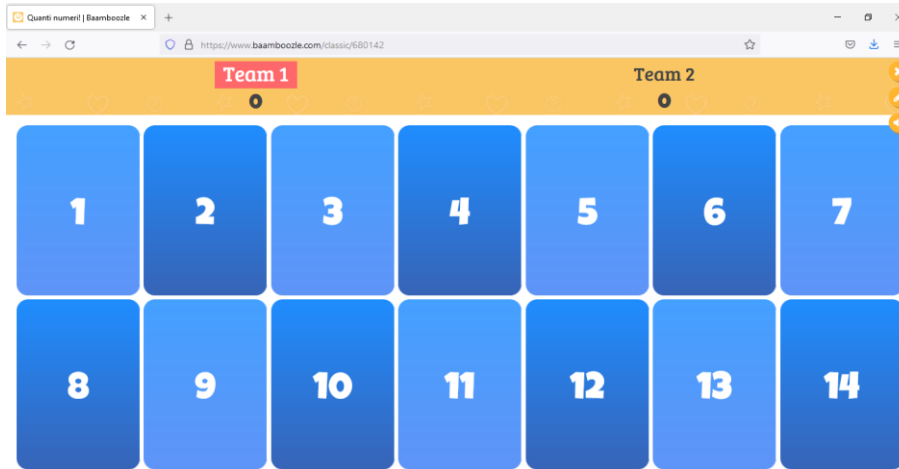 Quanti numeri! | Baamboozle
https://www.baamboozle.com/classic/680142
Team 1 Team 2
0 0
1 2 3 4 5 6 7
8 9 10 11 12 13 14